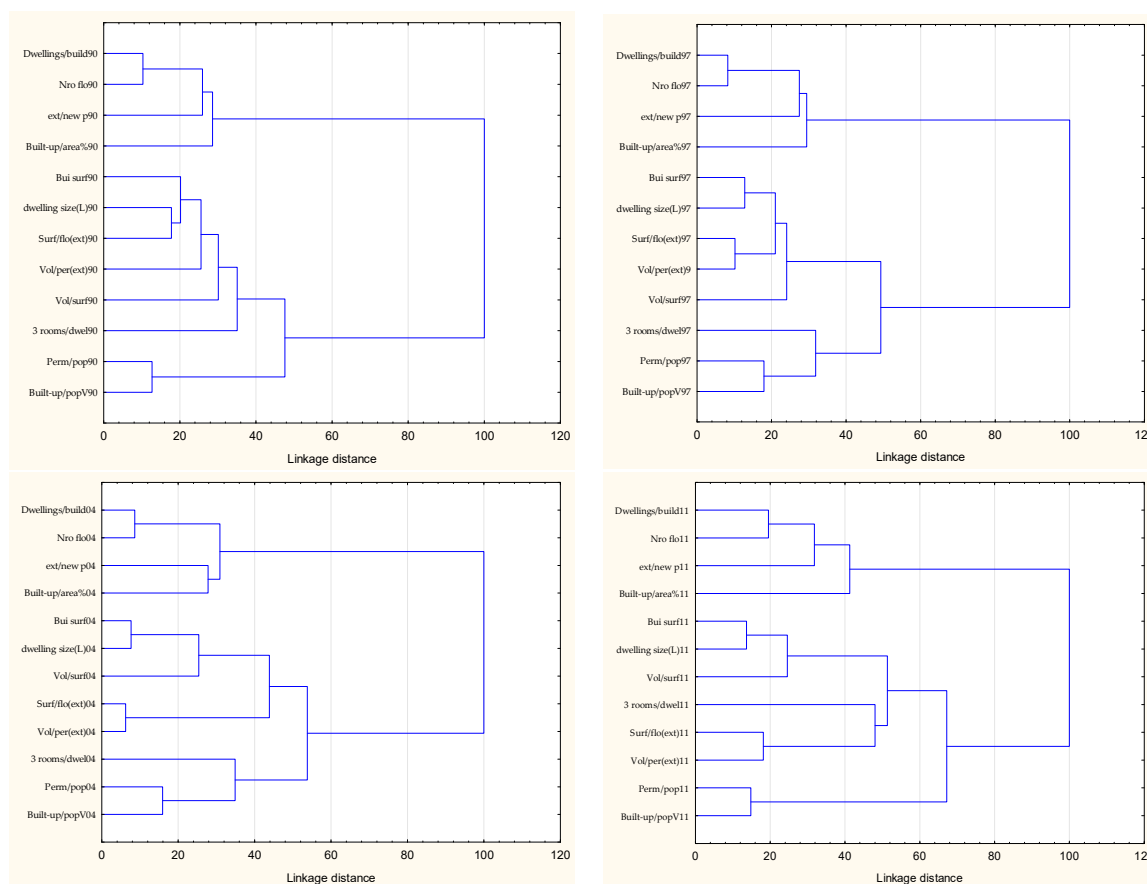 Dwellings/build90
Nro flo90
ext/new p90
Built-up/area%90
Bui surf90
dwelling size(L)90
Surf/flo(ext)90
Vol/per(ext)90
Vol/surf90
3 rooms/dwel90
Perm/pop90
Built-up/popV90
0 20 40 60 80 100 120
Linkage distance
Dwellings/build97
Nro flo97
ext/new p97
Built-up/area%97
Bui surf97
dwelling size(L)97
Surf/flo(ext)97
Vol/per(ext)9
Vol/surf97
3 rooms/dwel97
Perm/pop97
Built-up/popV97
0 20 40 60 80 100 120
Linkage distance
Dwellings/build04
Nro flo04
ext/new p04
Built-up/area%04
Bui surf04
dwelling size(L)04
Vol/surf04
Surf/flo(ext)04
Vol/per(ext)04
3 rooms/dwel04
Perm/pop04
Built-up/popV04
0 20 40 60 80 100 120
Linkage distance
Dwellings/build11
Nro flo11
ext/new p11
Built-up/area%11
Bui surf11
dwelling size(L)11
Vol/surf11
3 rooms/dwel11
Surf/flo(ext)11
Vol/per(ext)11
Perm/pop11
Built-up/popV11
0 20 40 60 80 100 120
Linkage distance